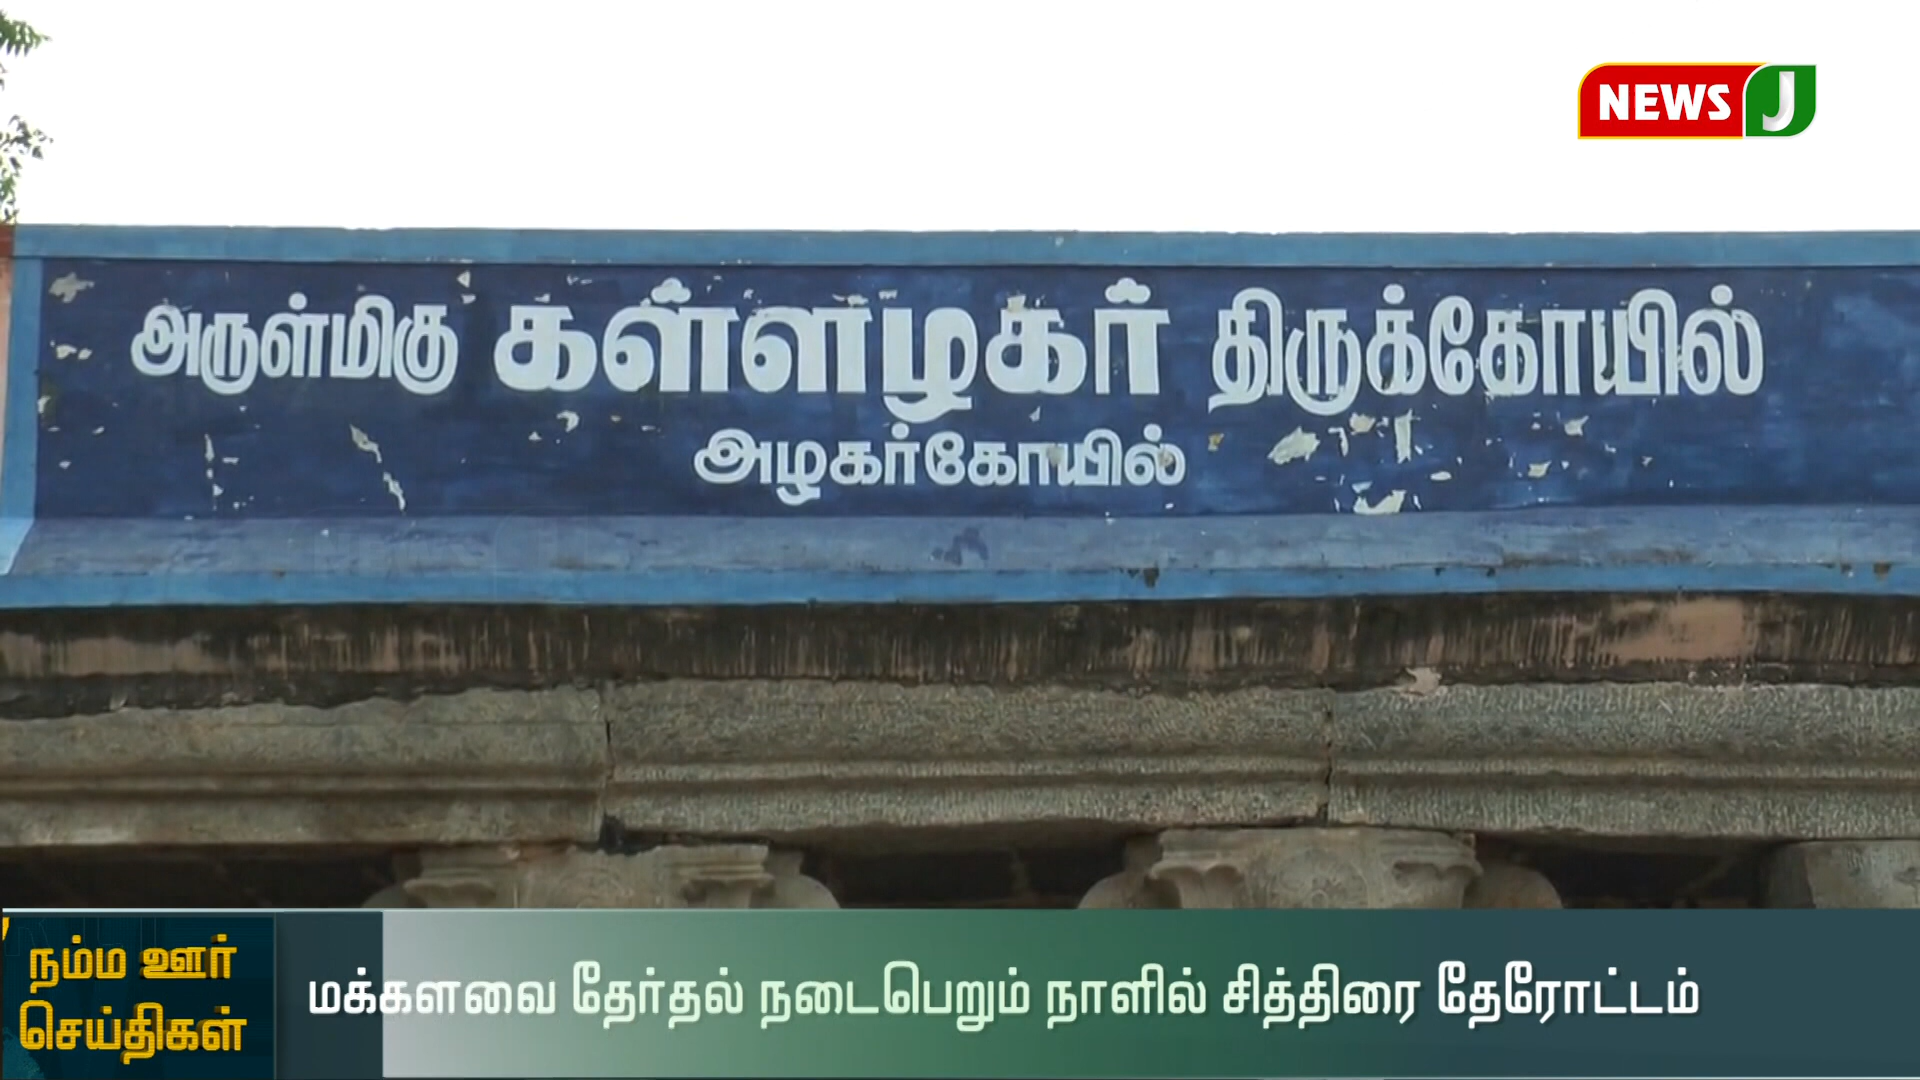 NEWS J
அருள்மிகு கள்ளழகர் திருக்கோயில்
அழகர்கோயில்
நம்ம ஊர்
செய்திகள்
மக்களவை தேர்தல் நடைபெறும் நாளில் சித்திரை தேரோட்டம்